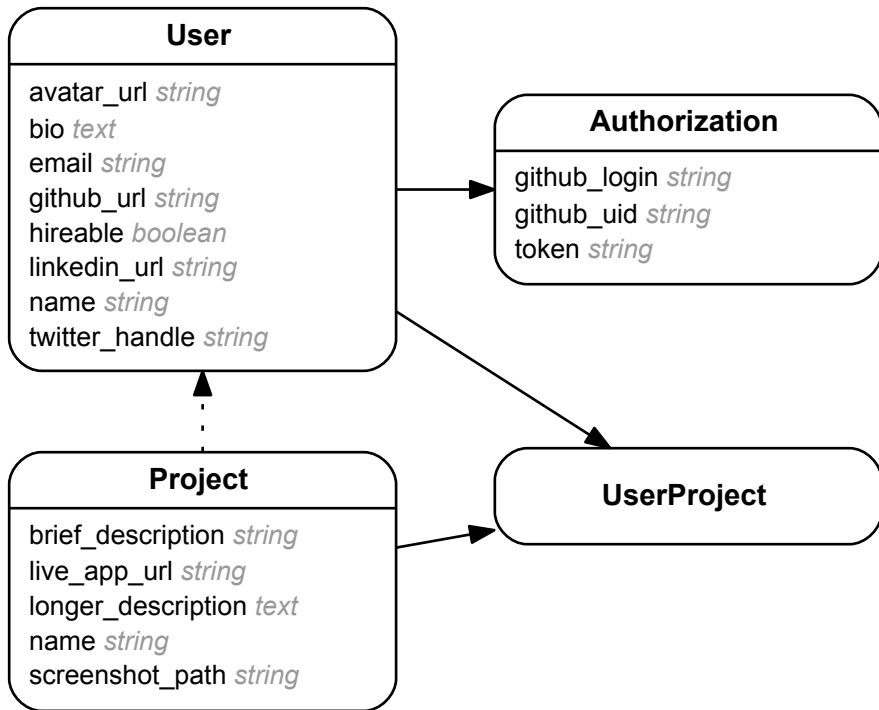 User
avatar_url string
bio text
email string
github_url string
hireable boolean
linkedin_url string
name string
twitter_handle string
Authorization
github_login string
github_uid string
token string
Project
brief_description string
live_app_url string
longer_description text
name string
screenshot_path string
UserProject